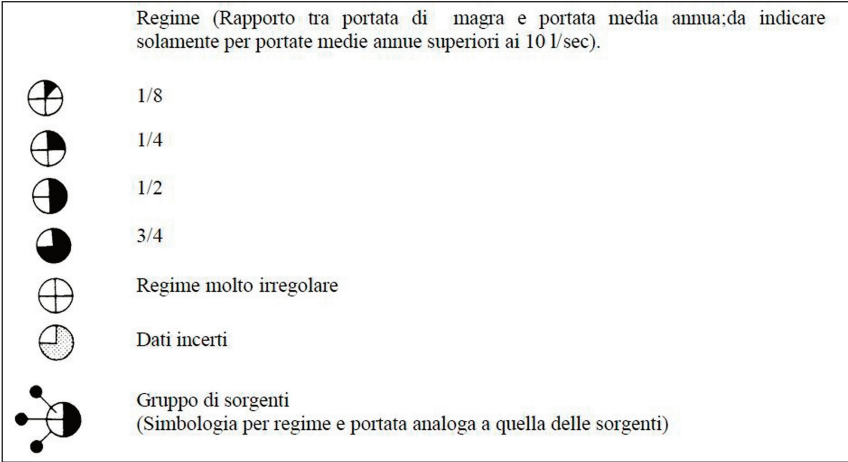 Regime (Rapporto tra portata di magra e portata media annua;da indicare
solamente per portate medie annue superiori ai 10 l/sec).
1/8
1/4
1/2
3/4
Regime molto irregolare
Dati incerti
Gruppo di sorgenti
(Simbologia per regime e portata analoga a quella delle sorgenti)